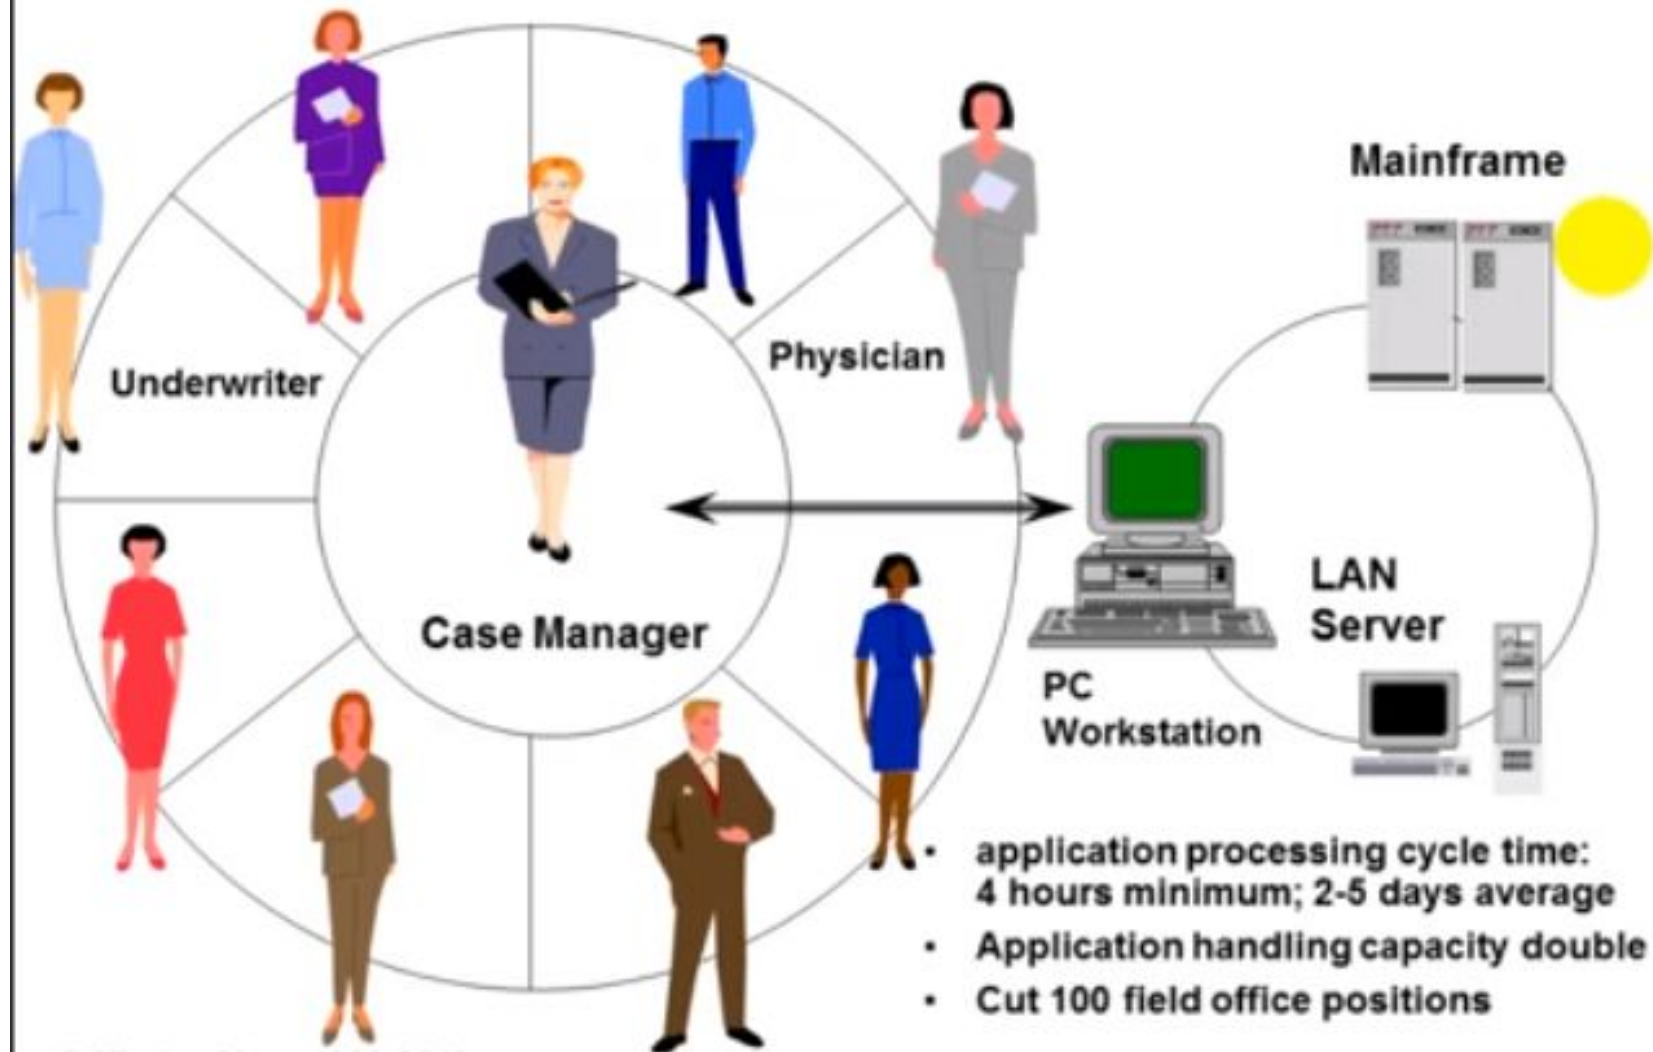 Mainframe
Physician
Underwriter
Case Manager
LAN
Server
PC
Workstation
• application processing cycle time:
4 hours minimum; 2-5 days average
• Application handling capacity double
• Cut 100 field office positions